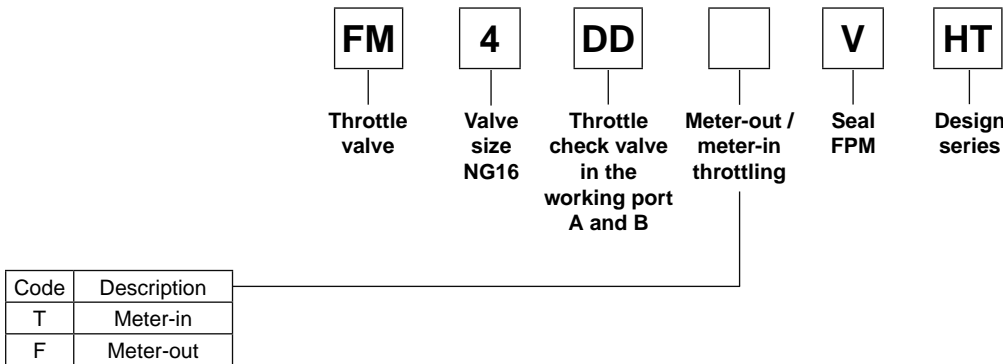 FM 4 DD V HT
Throttle valve
Valve size NG16
Throttle check valve in the working port A and B
Meter-out / meter-in throttling
Seal FPM
Design series
Code Description
T Meter-in
F Meter-out